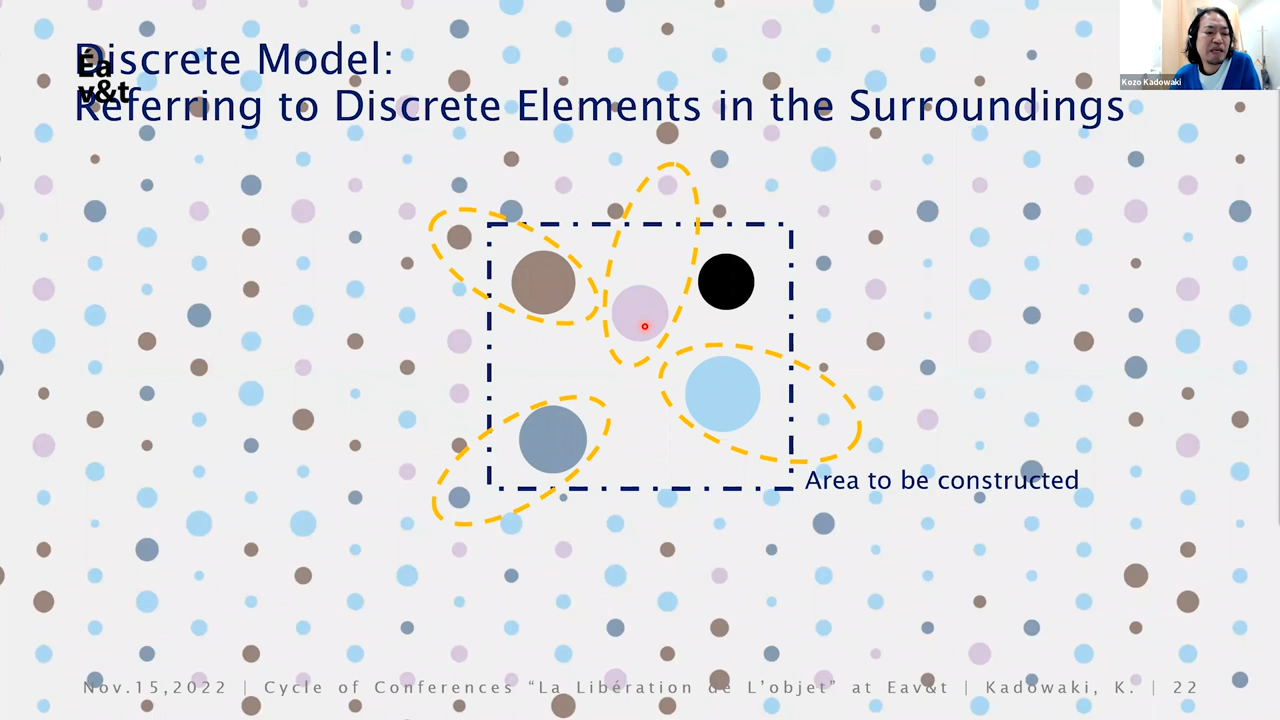 Discrete Model:
Éa
v&t
Referring to Discrete Elements in the Surroundings
Kozo Kadowaki
Area to be constructed
Nov.15,2022 | Cycle of Conferences “La Libération de L’objet” at Eav&t | Kadowaki, K. | 22